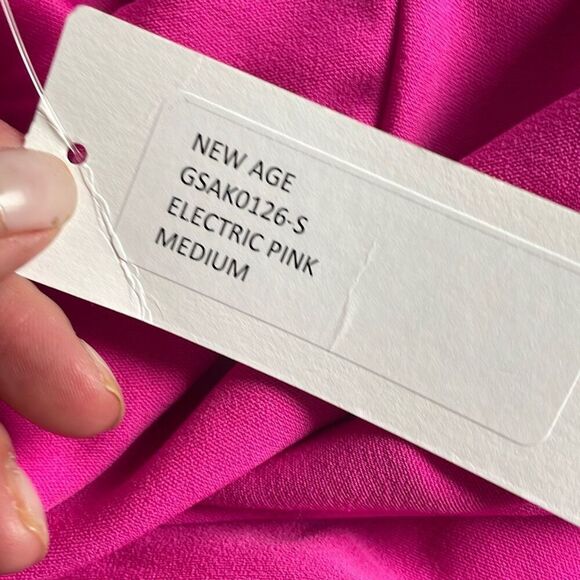 NEW AGE
GSAK0126-S
ELECTRIC PINK
MEDIUM